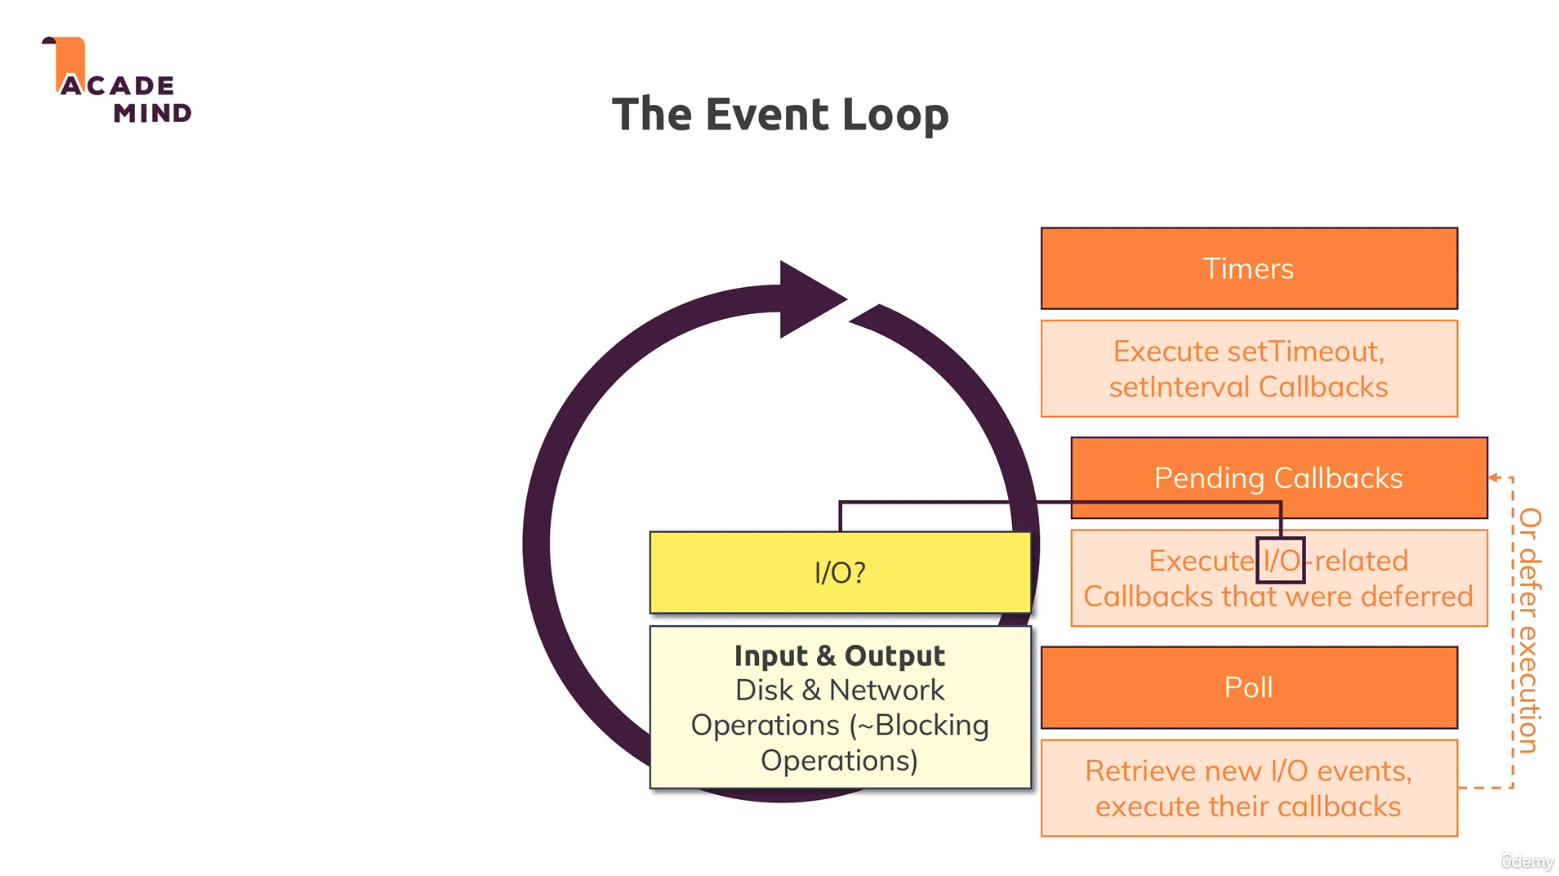 ACADE
MIND
The Event Loop
Timers
Execute setTimeout,
setInterval Callbacks
Pending Callbacks
Execute I/O-related
Callbacks that were deferred
Or defer execution
I/O?
Input & Output
Disk & Network
Operations (~Blocking
Operations)
Poll
Retrieve new I/O events,
execute their callbacks
ûdemy